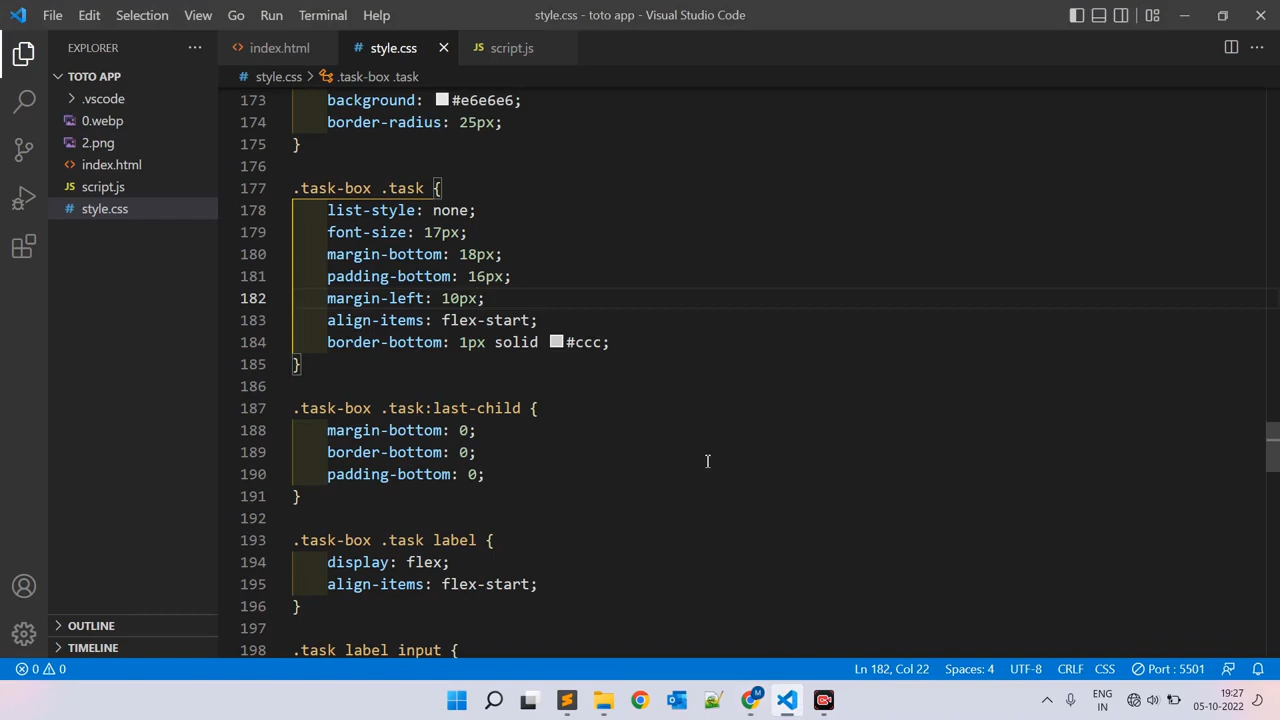 File Edit Selection View Go Run Terminal Help
style.css - toto app - Visual Studio Code
EXPLORER
index.html
# style.css
JS script.js
TOTO APP
# style.css > .task-box .task
.vscode
0.webp
2.png
<> index.html
JS script.js
# style.css
OUTLINE
TIMELINE
173 background: #e6e6e6;
174 border-radius: 25px;
175 }
176
177 .task-box .task {
178 list-style: none;
179 font-size: 17px;
180 margin-bottom: 18px;
181 padding-bottom: 16px;
182 margin-left: 10px;
183 align-items: flex-start;
184 border-bottom: 1px solid #ccc;
185 }
186
187 .task-box .task:last-child {
188 margin-bottom: 0;
189 border-bottom: 0;
190 padding-bottom: 0;
191 }
192
193 .task-box .task label {
194 display: flex;
195 align-items: flex-start;
196 }
197
198 .task label input {
0 0
Ln 182, Col 22 Spaces: 4 UTF-8 CRLF CSS Port : 5501
M
ENG
IN
19:27
05-10-2022